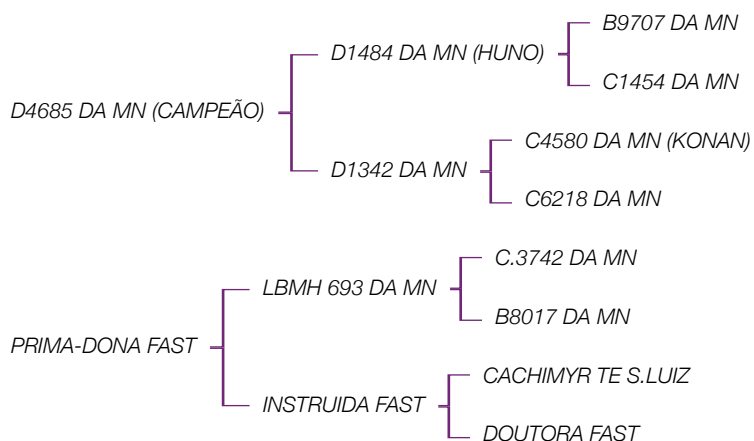 B9707 DA MN
D1484 DA MN (HUNO)
C1454 DA MN
D4685 DA MN (CAMPEÃO)
C4580 DA MN (KONAN)
D1342 DA MN
C6218 DA MN
C.3742 DA MN
LBMH 693 DA MN
B8017 DA MN
PRIMA-DONA FAST
CACHIMYR TE S.LUIZ
INSTRUIDA FAST
DOUTORA FAST